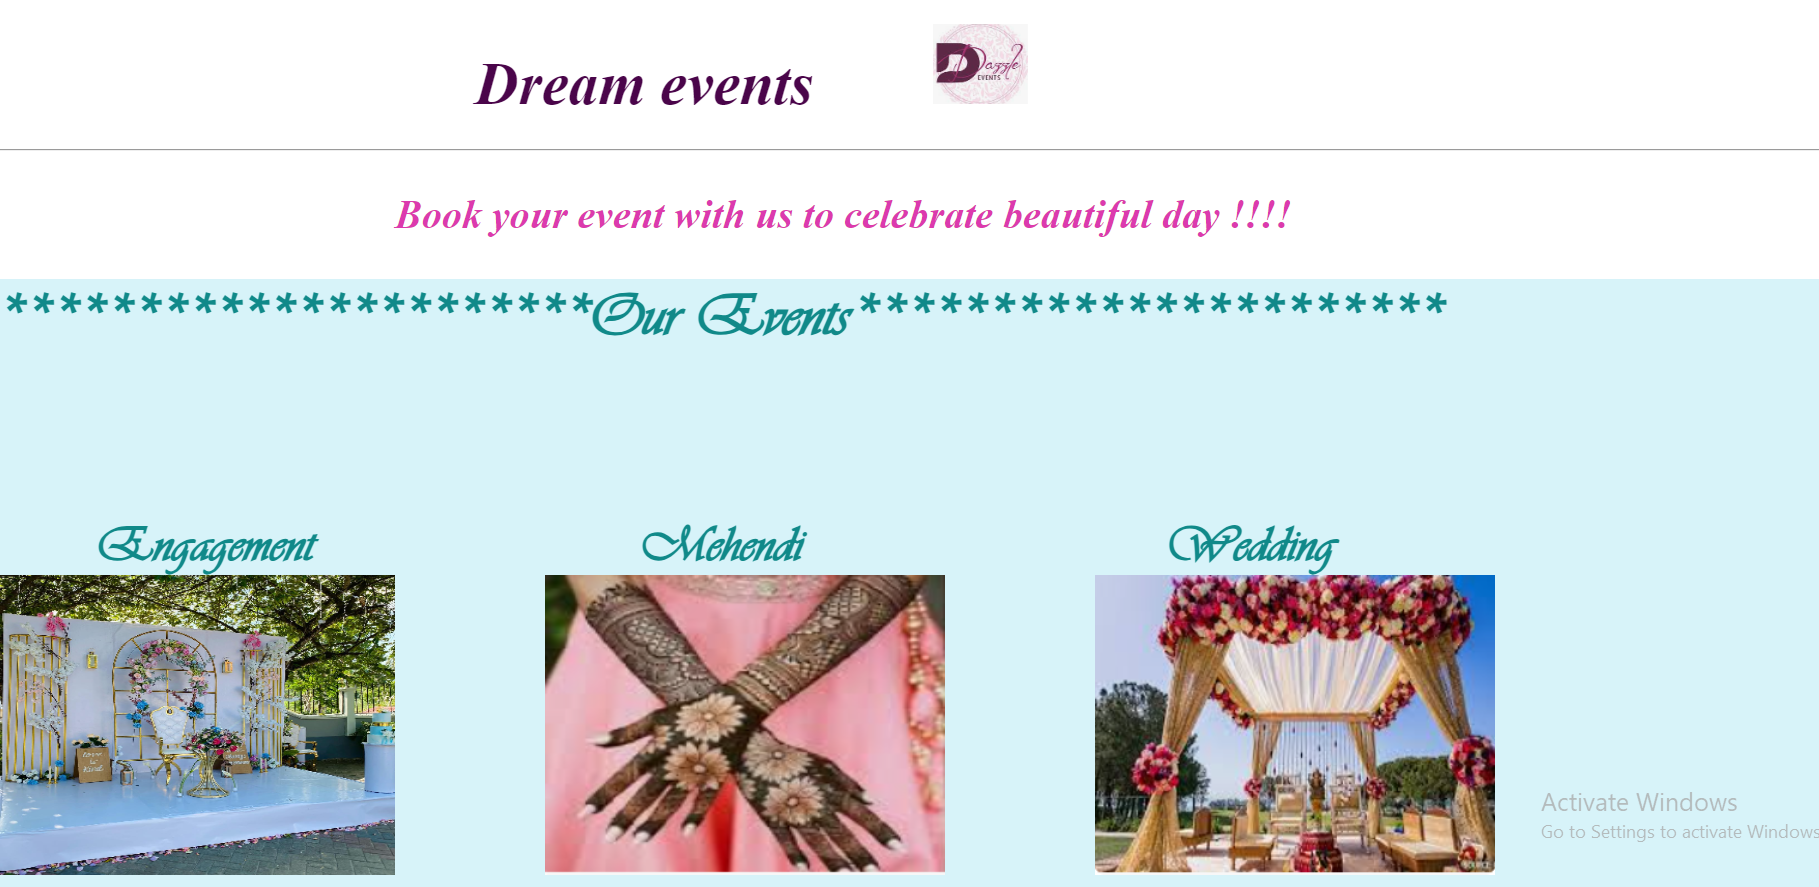 Dream events
Dazzle
EVENTS
Book your event with us to celebrate beautiful day !!!!
**********************Our Events**********************
Engagement
Mehendi
Wedding
Activate Windows
Go to Settings to activate Windows